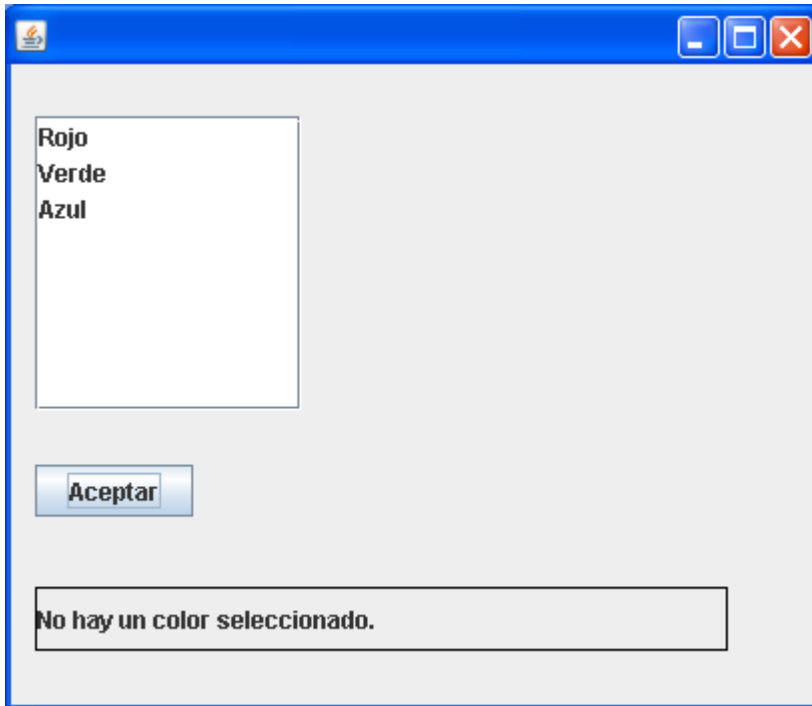 Rojo
Verde
Azul
Aceptar
No hay un color seleccionado.